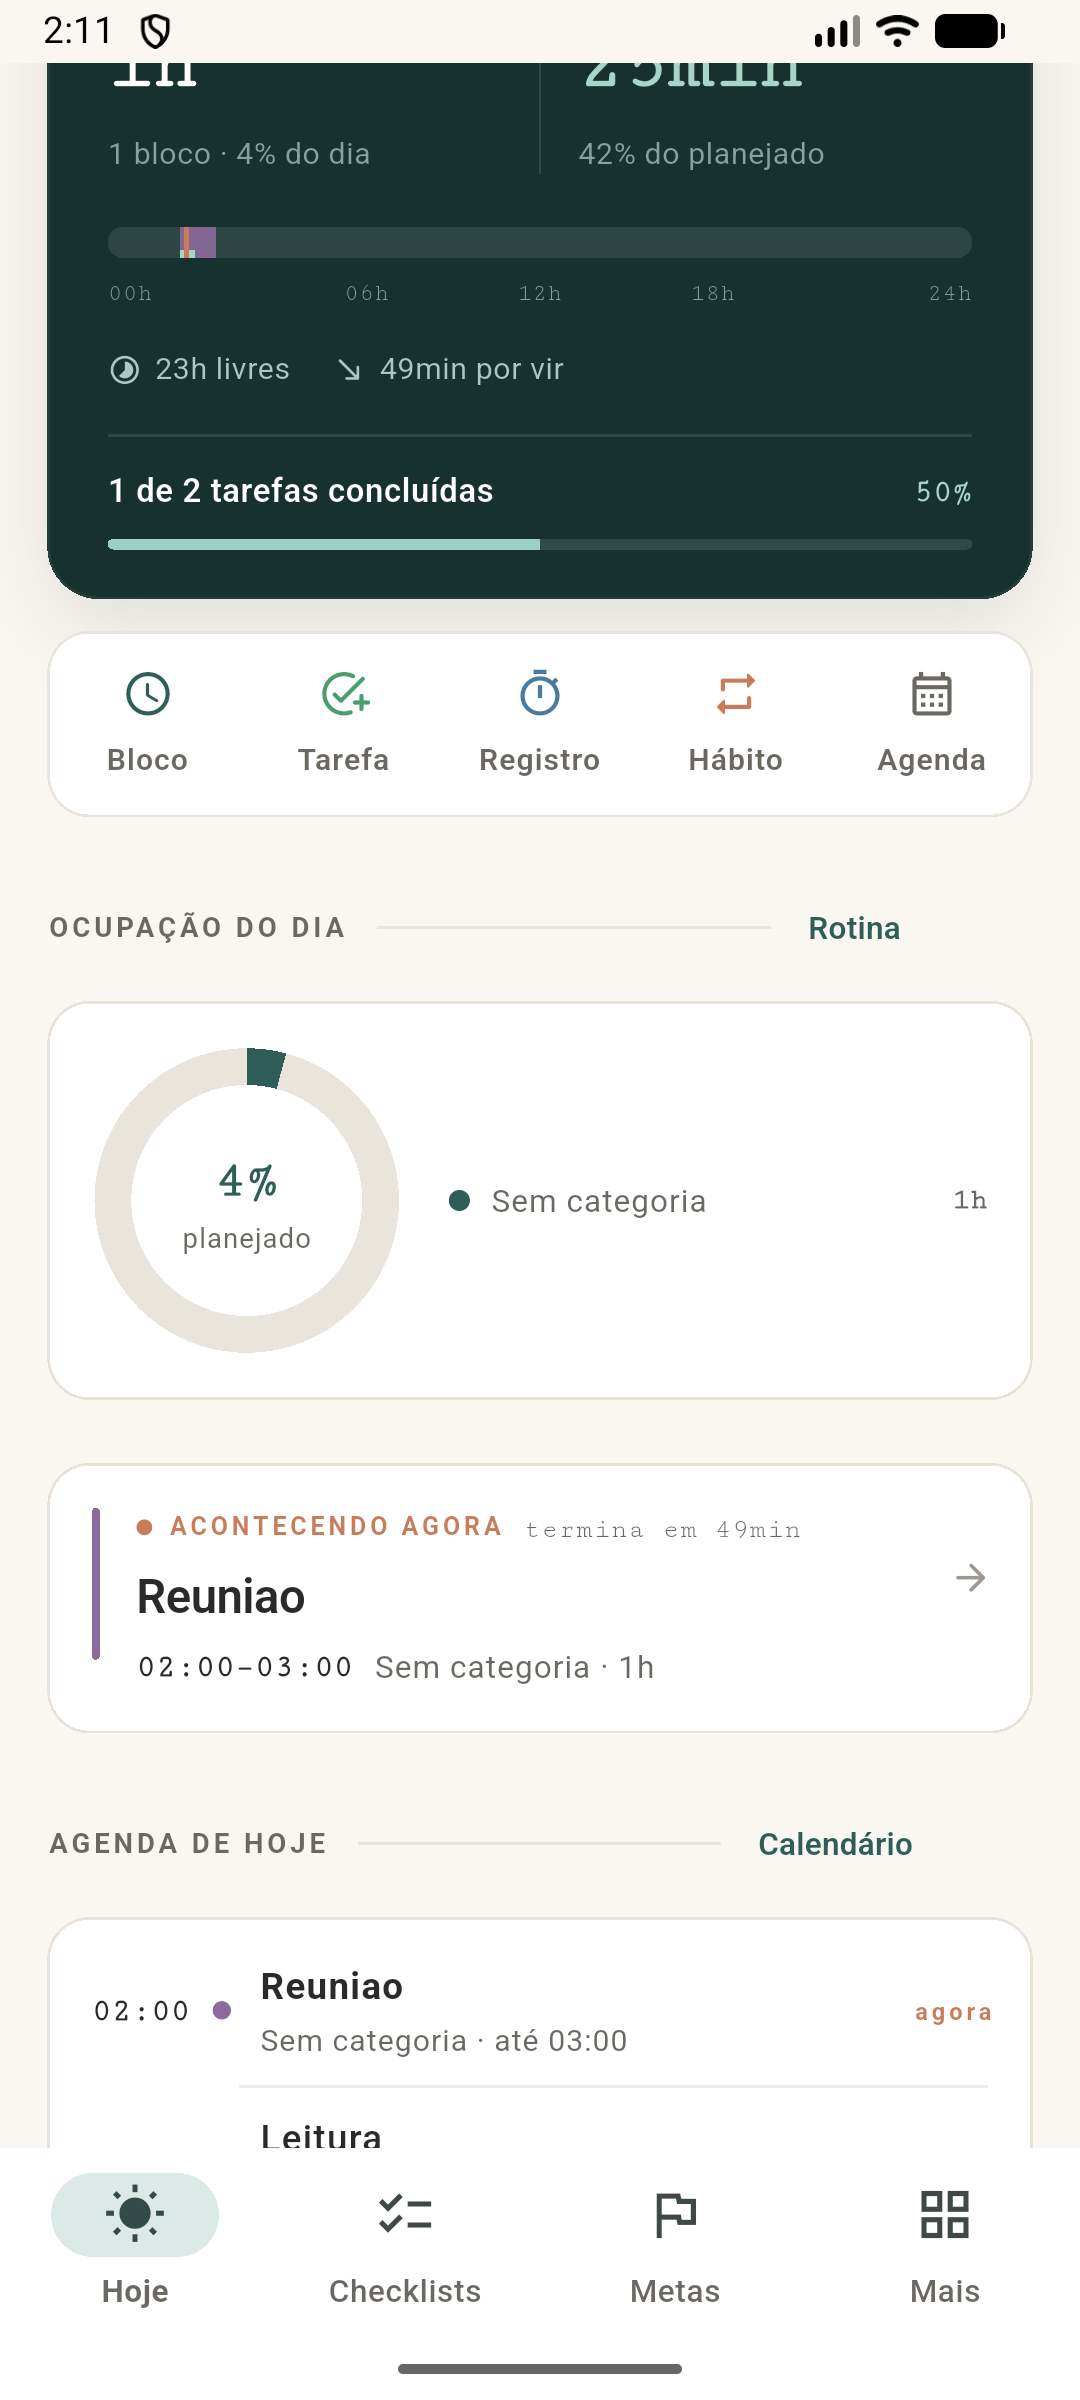 2:11
1h
25min
1 bloco · 4% do dia
42% do planejado
00h 06h 12h 18h 24h
23h livres
49min por vir
1 de 2 tarefas concluídas
50%
Bloco
Tarefa
Registro
Hábito
Agenda
OCUPAÇÃO DO DIA
Rotina
4%
planejado
Sem categoria
1h
ACONTECENDO AGORA termina em 49min
Reuniao
02:00–03:00 Sem categoria · 1h
AGENDA DE HOJE
Calendário
Reuniao
02:00
agora
Sem categoria · até 03:00
Leitura
Hoje
Checklists
Metas
Mais